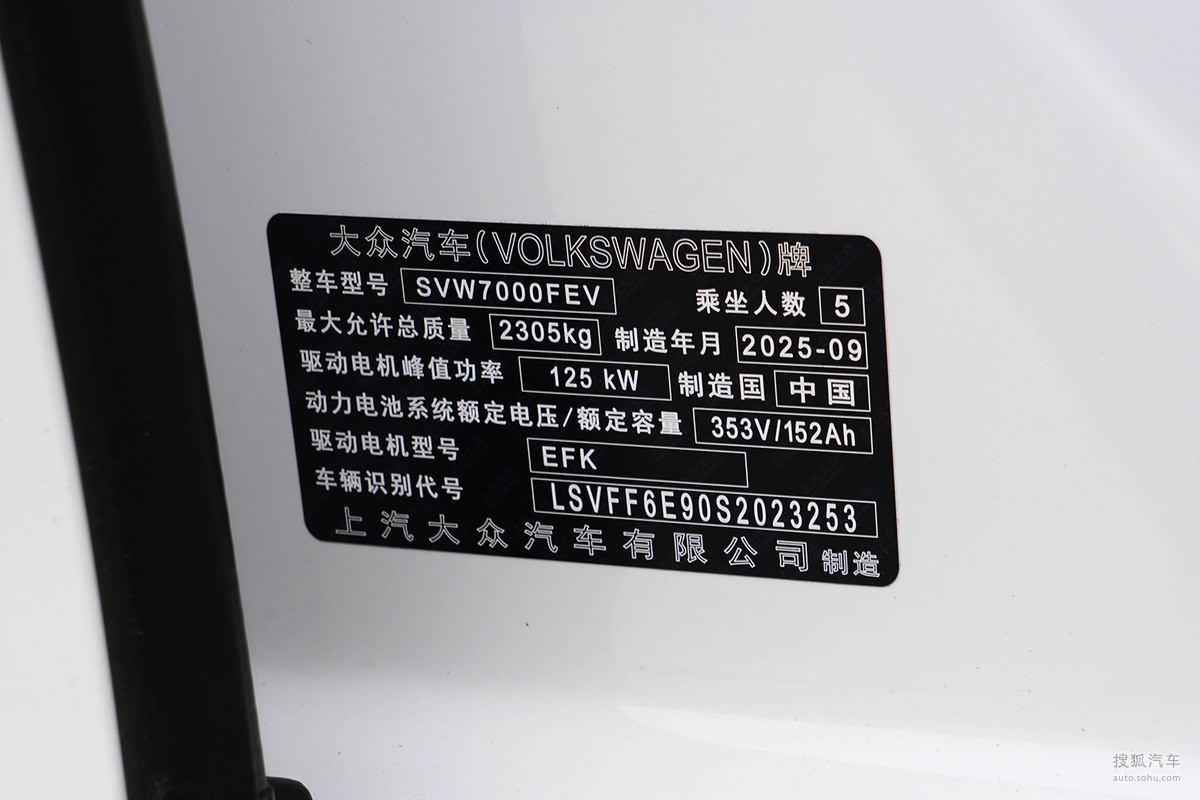 大众汽车(VOLKSWAGEN)牌
整车型号 SVW7000FEV 乘坐人数 5
最大允许总质量 2305kg 制造年月 2025-09
驱动电机峰值功率 125 kW 制造国 中国
动力电池系统额定电压/额定容量 353V/152Ah
驱动电机型号 EFK
车辆识别代号 LSVFF6E90S2023253
上汽大众汽车有限公司 制造
搜狐汽车
auto.sohu.com